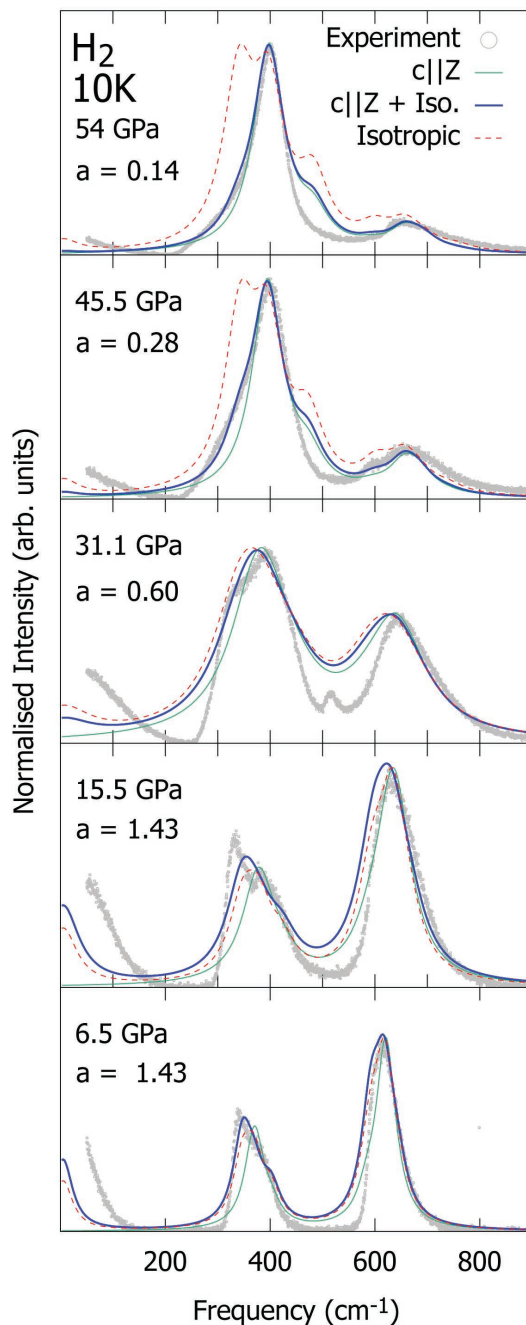 H₂
10K
54 GPa
a = 0.14
Experiment
c||Z
c||Z + Iso.
Isotropic
45.5 GPa
a = 0.28
31.1 GPa
a = 0.60
15.5 GPa
a = 1.43
6.5 GPa
a = 1.43
Normalised Intensity (arb. units)
200 400 600 800
Frequency (cm⁻¹)